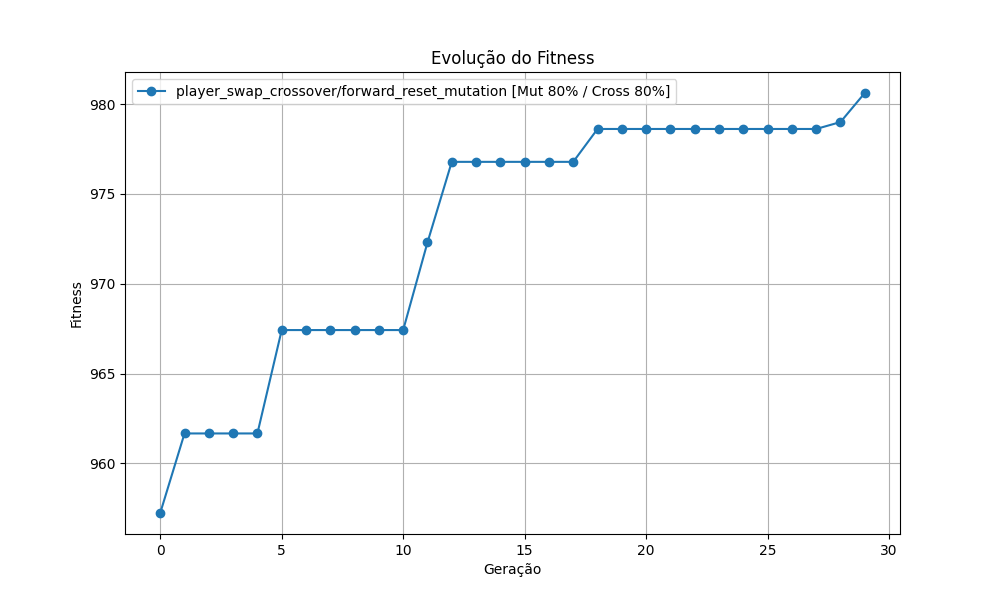 Evolução do Fitness
player_swap_crossover/forward_reset_mutation [Mut 80% / Cross 80%]
Fitness
980
975
970
965
960
0 5 10 15 20 25 30
Geração